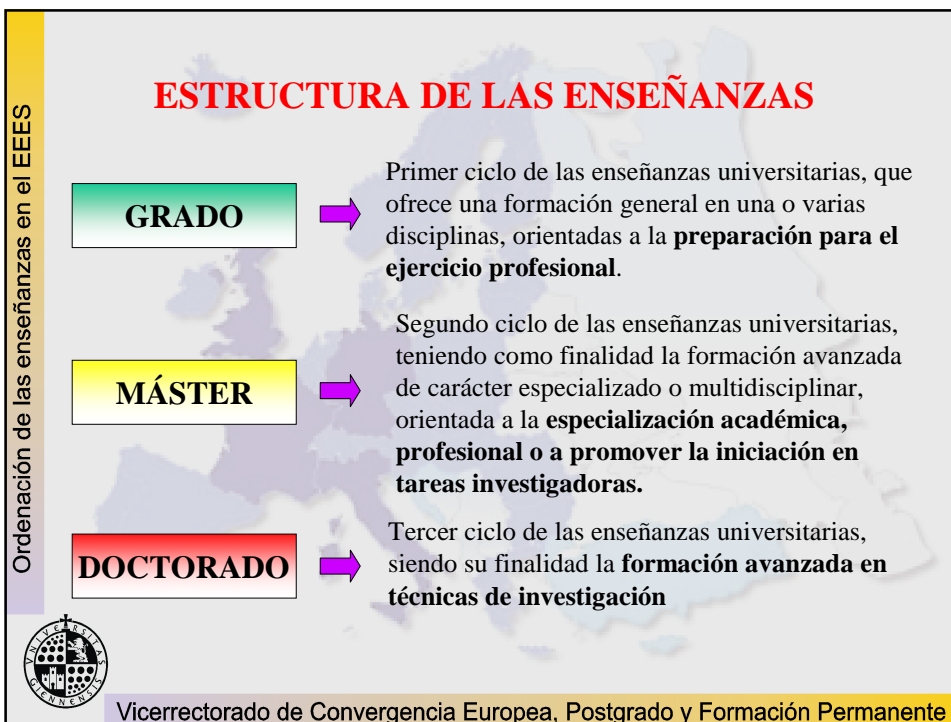 ESTRUCTURA DE LAS ENSEÑANZAS
Ordenación de las enseñanzas en el EEES
GRADO
Primer ciclo de las enseñanzas universitarias, que
ofrece una formación general en una o varias
disciplinas, orientadas a la preparación para el
ejercicio profesional.
MÁSTER
Segundo ciclo de las enseñanzas universitarias,
teniendo como finalidad la formación avanzada
de carácter especializado o multidisciplinar,
orientada a la especialización académica,
profesional o a promover la iniciación en
tareas investigadoras.
DOCTORADO
Tercer ciclo de las enseñanzas universitarias,
siendo su finalidad la formación avanzada en
técnicas de investigación
UNIVERSITAS
GIENNENSIS
Vicerrectorado de Convergencia Europea, Postgrado y Formación Permanente